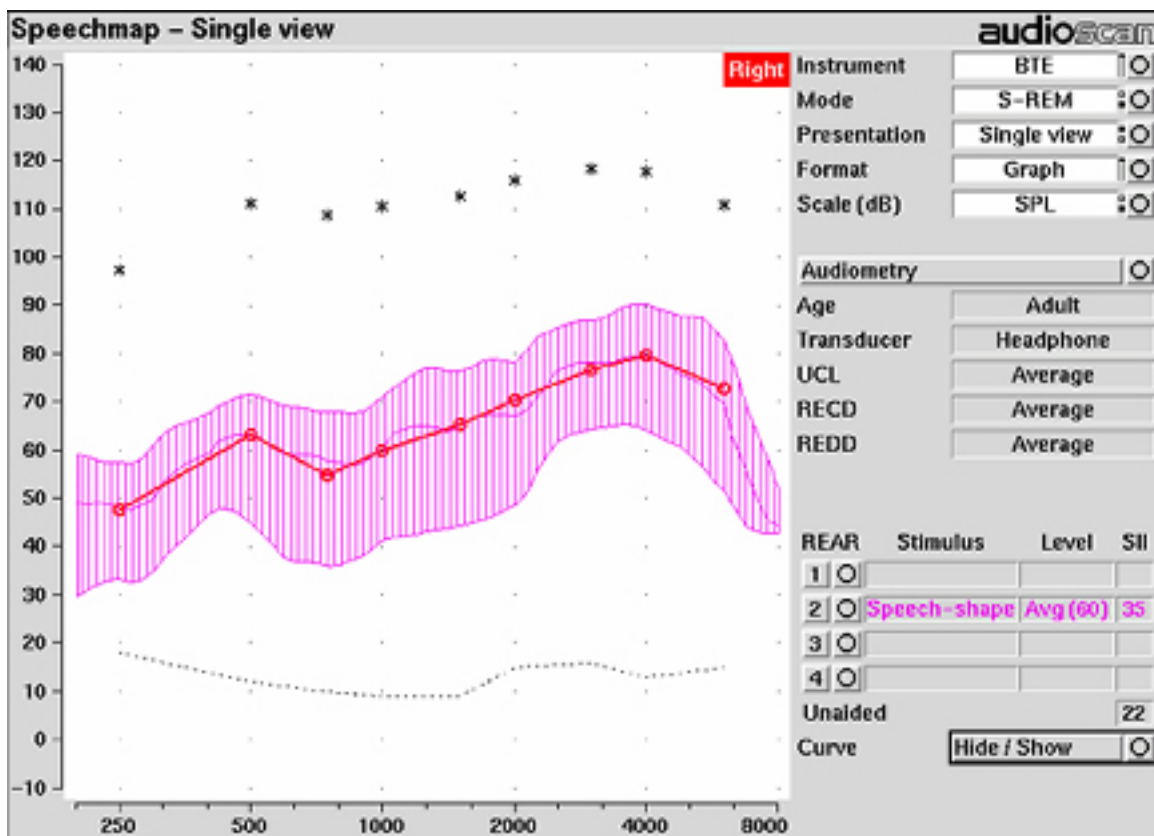 Speechmap – Single view
audioscan
Right
Instrument BTE
Mode S-REM
Presentation Single view
Format Graph
Scale (dB) SPL
Audiometry
Age Adult
Transducer Headphone
UCL Average
RECD Average
REDD Average
REAR Stimulus Level SII
1
2 Speech-shape Avg (60) 35
3
4
Unaided 22
Curve Hide / Show
140
130
120
110
100
90
80
70
60
50
40
30
20
10
0
-10
250 500 1000 2000 4000 8000